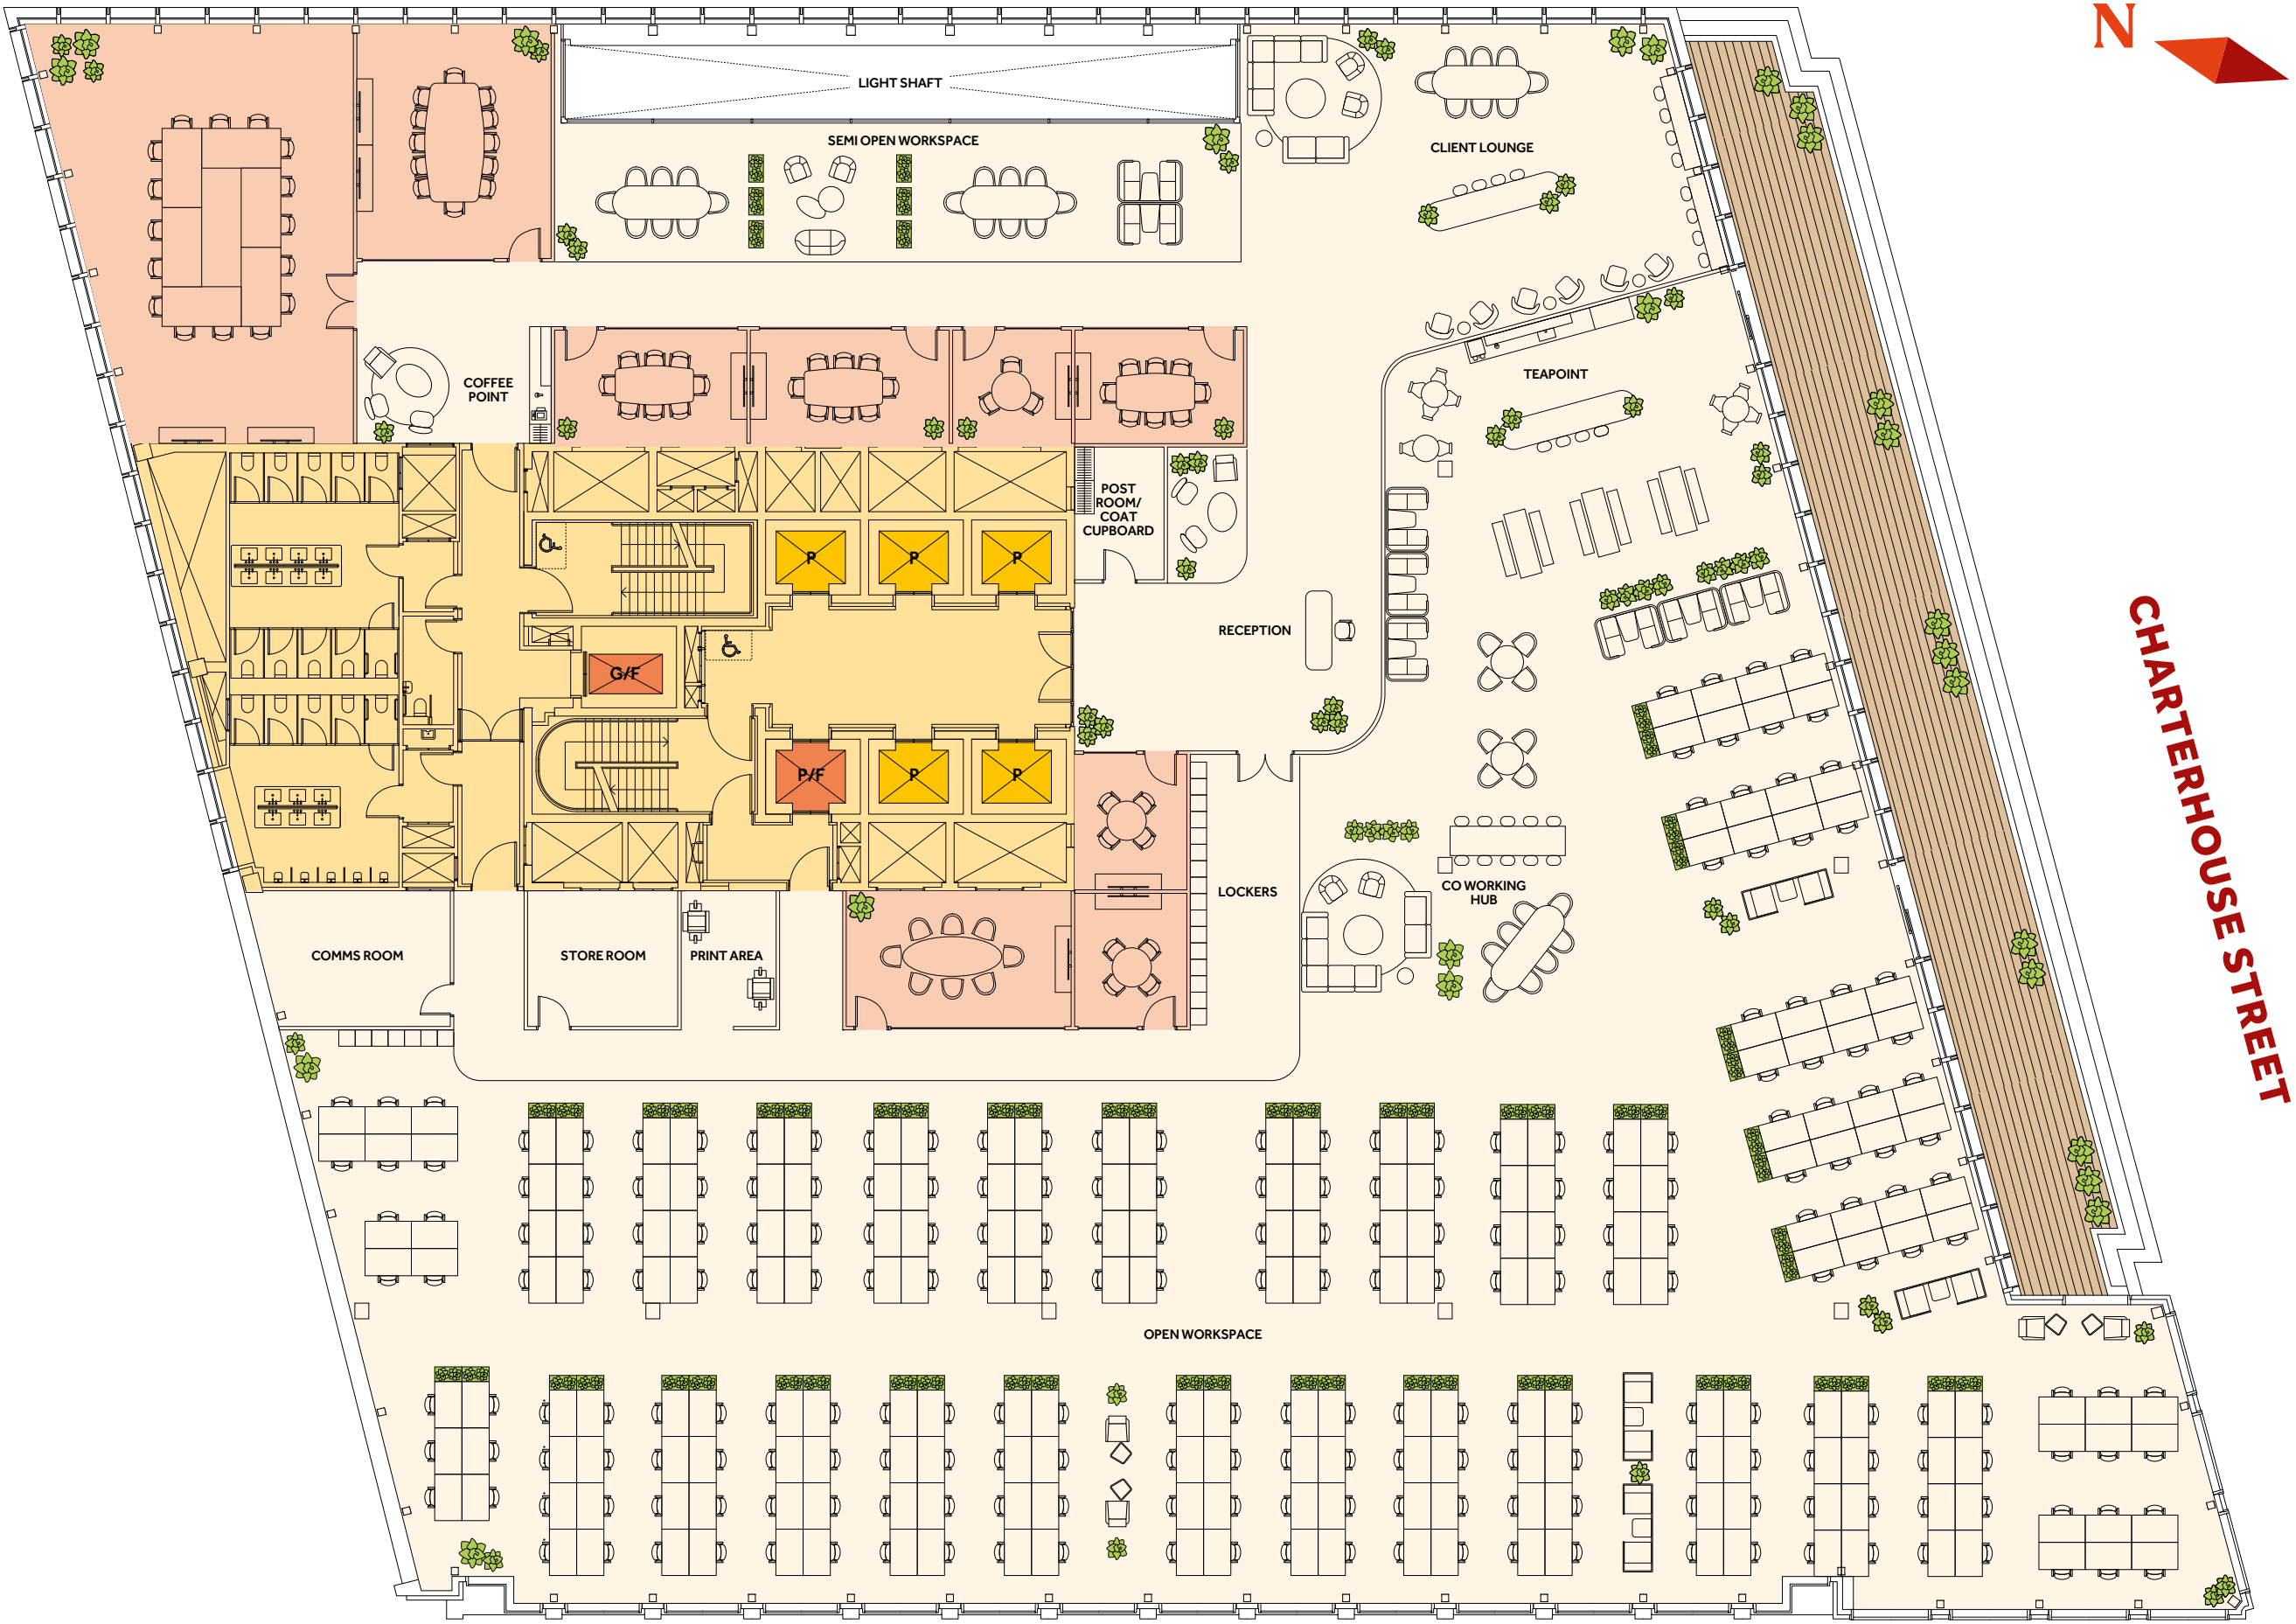 N
LIGHT SHAFT
SEMI OPEN WORKSPACE
CLIENT LOUNGE
COFFEE
POINT
TEAPOINT
POST
ROOM/
COAT
CUPBOARD
P
P
P
RECEPTION
G/F
P/F
P
P
CHARTERHOUSE STREET
LOCKERS
CO WORKING
HUB
COMMS ROOM
STORE ROOM
PRINT AREA
OPEN WORKSPACE